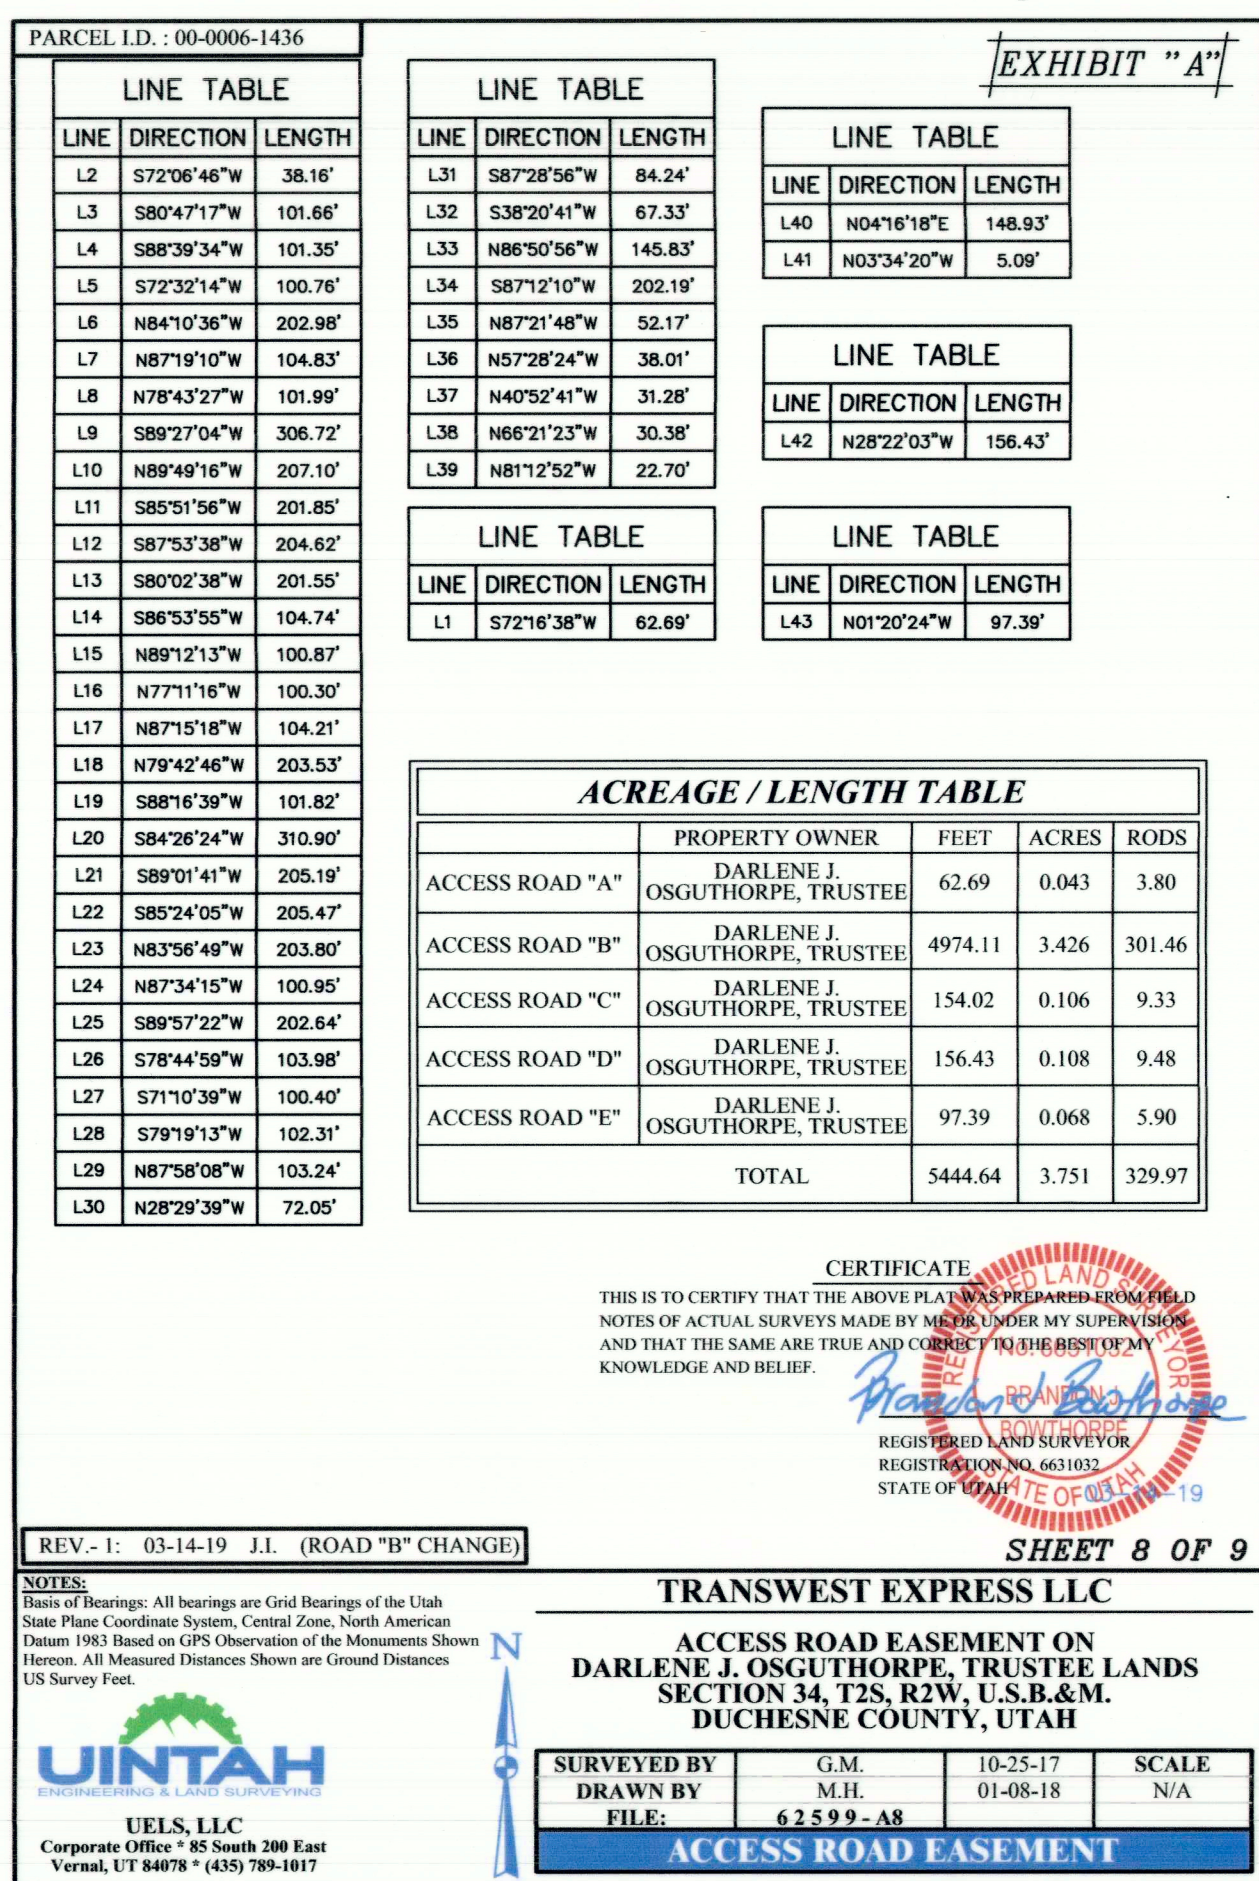 PARCEL I.D. : 00-0006-1436
EXHIBIT "A"
LINE TABLE
LINE DIRECTION LENGTH
L2 S72°06'46"W 38.16'
L3 S80°47'17"W 101.66'
L4 S88°39'34"W 101.35'
L5 S72°32'14"W 100.76'
L6 N84°10'36"W 202.98'
L7 N87°19'10"W 104.83'
L8 N78°43'27"W 101.99'
L9 S89°27'04"W 306.72'
L10 N89°49'16"W 207.10'
L11 S85°51'56"W 201.85'
L12 S87°53'38"W 204.62'
L13 S80°02'38"W 201.55'
L14 S86°53'55"W 104.74'
L15 N89°12'13"W 100.87'
L16 N77°11'16"W 100.30'
L17 N87°15'18"W 104.21'
L18 N79°42'46"W 203.53'
L19 S88°16'39"W 101.82'
L20 S84°26'24"W 310.90'
L21 S89°01'41"W 205.19'
L22 S85°24'05"W 205.47'
L23 N83°56'49"W 203.80'
L24 N87°34'15"W 100.95'
L25 S89°57'22"W 202.64'
L26 S78°44'59"W 103.98'
L27 S71°10'39"W 100.40'
L28 S79°19'13"W 102.31'
L29 N87°58'08"W 103.24'
L30 N28°29'39"W 72.05'
LINE TABLE
LINE DIRECTION LENGTH
L31 S87°28'56"W 84.24'
L32 S38°20'41"W 67.33'
L33 N86°50'56"W 145.83'
L34 S87°12'10"W 202.19'
L35 N87°21'48"W 52.17'
L36 N57°28'24"W 38.01'
L37 N40°52'41"W 31.28'
L38 N66°21'23"W 30.38'
L39 N81°12'52"W 22.70'
LINE TABLE
LINE DIRECTION LENGTH
L1 S72°16'38"W 62.69'
LINE TABLE
LINE DIRECTION LENGTH
L40 N04°16'18"E 148.93'
L41 N03°34'20"W 5.09'
LINE TABLE
LINE DIRECTION LENGTH
L42 N28°22'03"W 156.43'
LINE TABLE
LINE DIRECTION LENGTH
L43 N01°20'24"W 97.39'
ACREAGE / LENGTH TABLE
PROPERTY OWNER FEET ACRES RODS
ACCESS ROAD "A" DARLENE J. OSGUTHORPE, TRUSTEE 62.69 0.043 3.80
ACCESS ROAD "B" DARLENE J. OSGUTHORPE, TRUSTEE 4974.11 3.426 301.46
ACCESS ROAD "C" DARLENE J. OSGUTHORPE, TRUSTEE 154.02 0.106 9.33
ACCESS ROAD "D" DARLENE J. OSGUTHORPE, TRUSTEE 156.43 0.108 9.48
ACCESS ROAD "E" DARLENE J. OSGUTHORPE, TRUSTEE 97.39 0.068 5.90
TOTAL 5444.64 3.751 329.97
CERTIFICATE
THIS IS TO CERTIFY THAT THE ABOVE PLAT WAS PREPARED FROM FIELD
NOTES OF ACTUAL SURVEYS MADE BY ME OR UNDER MY SUPERVISION
AND THAT THE SAME ARE TRUE AND CORRECT TO THE BEST OF MY
KNOWLEDGE AND BELIEF.
REGISTERED LAND SURVEYOR
No. 6631032
BRANDON J.
BOWTHORPE
STATE OF UTAH
Brandon J Bowthorpe
03-14-19
REGISTERED LAND SURVEYOR
REGISTRATION NO. 6631032
STATE OF UTAH
REV.- 1: 03-14-19 J.I. (ROAD "B" CHANGE)
SHEET 8 OF 9
NOTES:
Basis of Bearings: All bearings are Grid Bearings of the Utah
State Plane Coordinate System, Central Zone, North American
Datum 1983 Based on GPS Observation of the Monuments Shown
Hereon. All Measured Distances Shown are Ground Distances
US Survey Feet.
UINTAH
ENGINEERING & LAND SURVEYING
UELS, LLC
Corporate Office * 85 South 200 East
Vernal, UT 84078 * (435) 789-1017
N
TRANSWEST EXPRESS LLC
ACCESS ROAD EASEMENT ON
DARLENE J. OSGUTHORPE, TRUSTEE LANDS
SECTION 34, T2S, R2W, U.S.B.&M.
DUCHESNE COUNTY, UTAH
SURVEYED BY G.M. 10-25-17 SCALE
DRAWN BY M.H. 01-08-18 N/A
FILE: 62599-A8
ACCESS ROAD EASEMENT